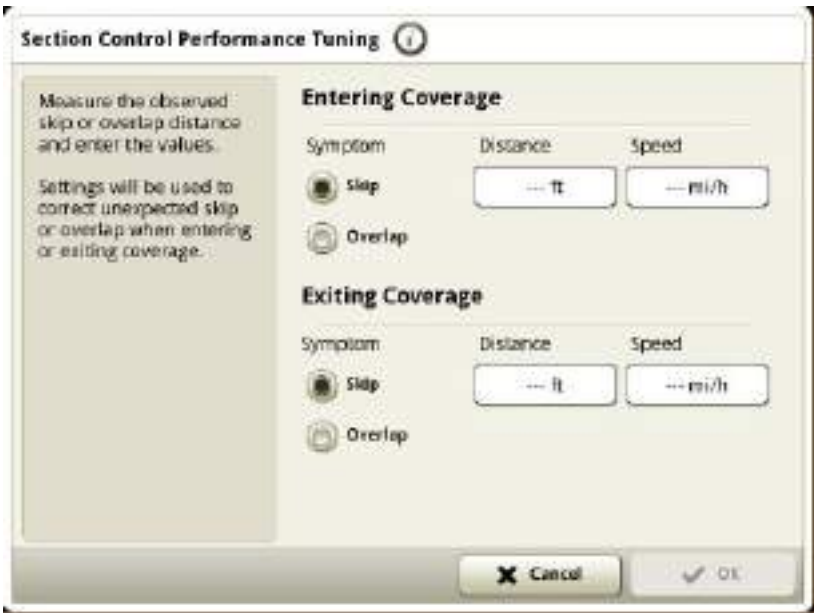 Section Control Performance Tuning
Measure the observed
skip or overlap distance
and enter the values.
Settings will be used to
correct unexpected skip
or overlap when entering
or exiting coverage.
Entering Coverage
Symptom Distance Speed
Skip --- ft --- mi/h
Overlap
Exiting Coverage
Symptom Distance Speed
Skip --- ft --- mi/h
Overlap
Cancel OK